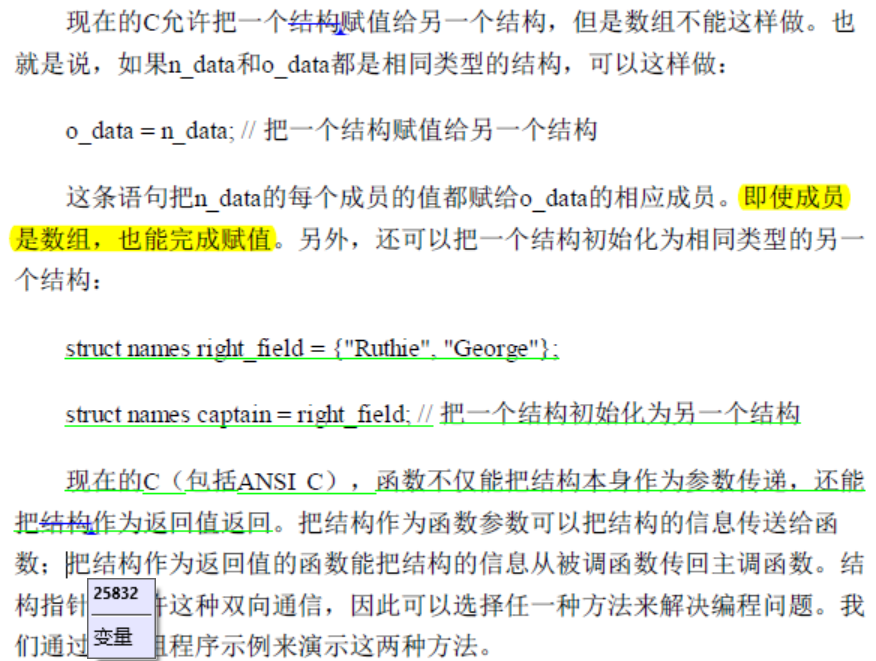 现在的C允许把一个结构赋值给另一个结构，但是数组不能这样做。也
就是说，如果n_data和o_data都是相同类型的结构，可以这样做：
o_data = n_data; // 把一个结构赋值给另一个结构
这条语句把n_data的每个成员的值都赋给o_data的相应成员。即使成员
是数组，也能完成赋值。另外，还可以把一个结构初始化为相同类型的另一
个结构：
struct names right_field = {"Ruthie", "George"};
struct names captain = right_field; // 把一个结构初始化为另一个结构
现在的C（包括ANSI C），函数不仅能把结构本身作为参数传递，还能
把结构作为返回值返回。把结构作为函数参数可以把结构的信息传送给函
数；把结构作为返回值的函数能把结构的信息从被调函数传回主调函数。结
构指针 许这种双向通信，因此可以选择任一种方法来解决编程问题。我
们通过 组程序示例来演示这两种方法。
25832
变量